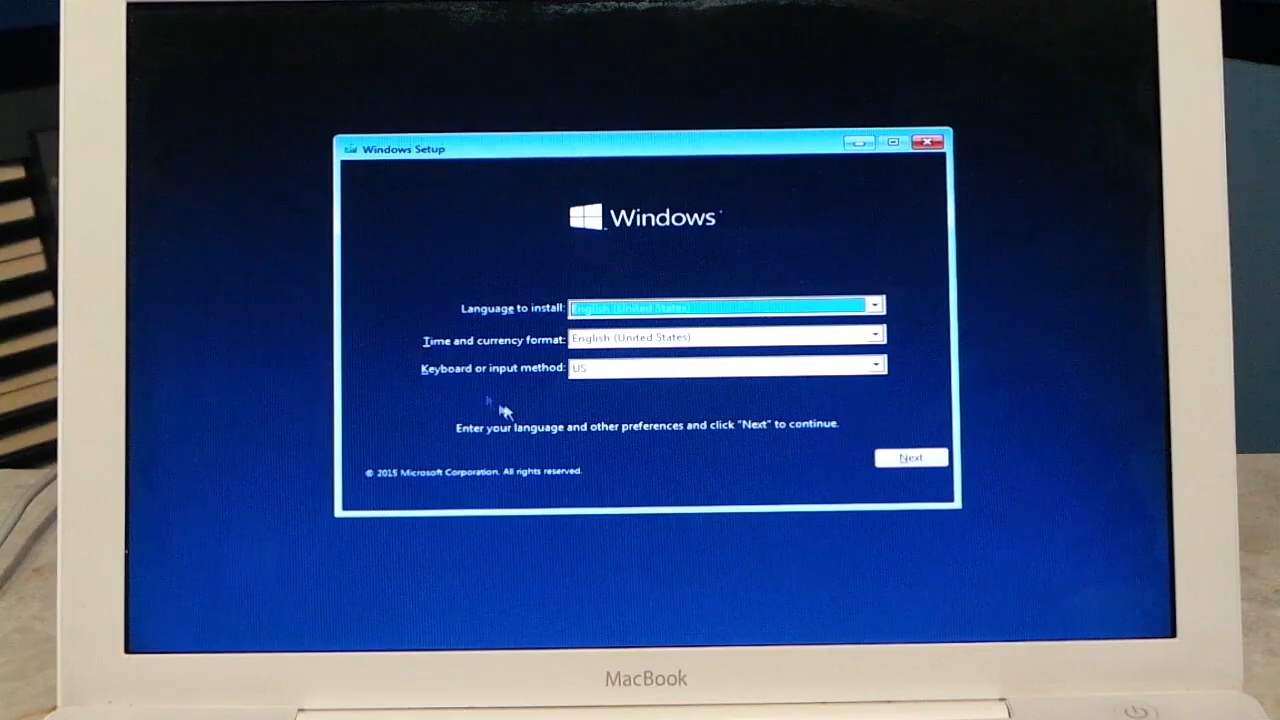 Windows Setup
Windows
Language to install: English (United States)
Time and currency format: English (United States)
Keyboard or input method: US
Enter your language and other preferences and click "Next" to continue.
Next
© 2015 Microsoft Corporation. All rights reserved.
MacBook